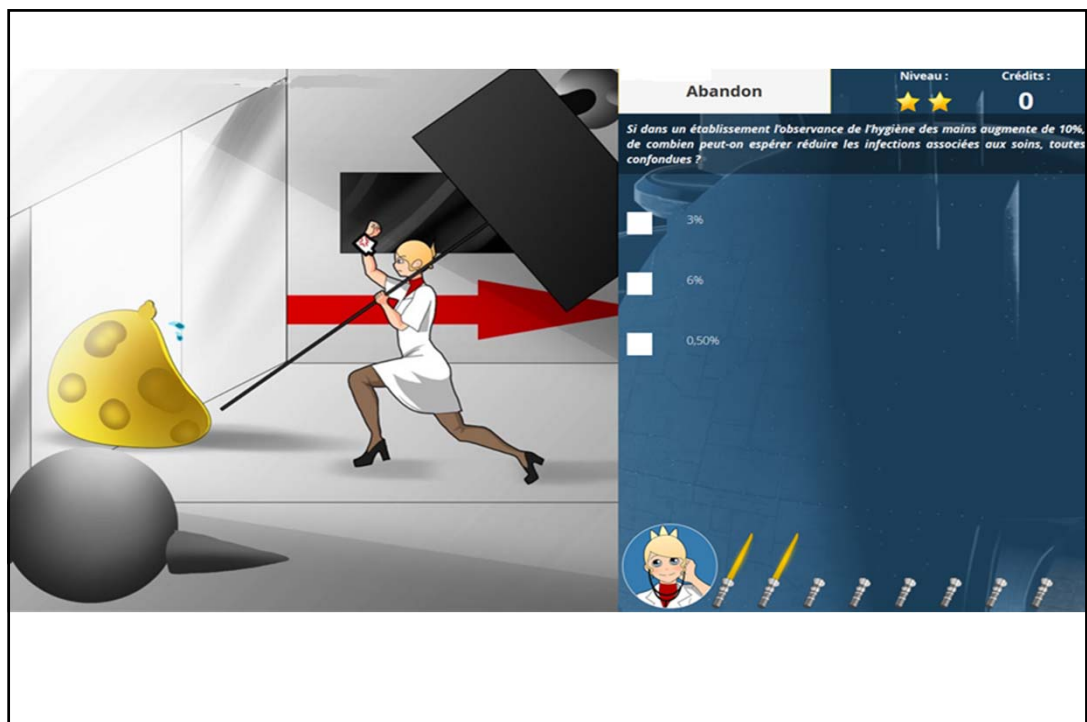 Abandon
Niveau :
Crédits :
0
Si dans un établissement l'observance de l'hygiène des mains augmente de 10%,
de combien peut-on espérer réduire les infections associées aux soins, toutes
confondues ?
3%
6%
0,50%